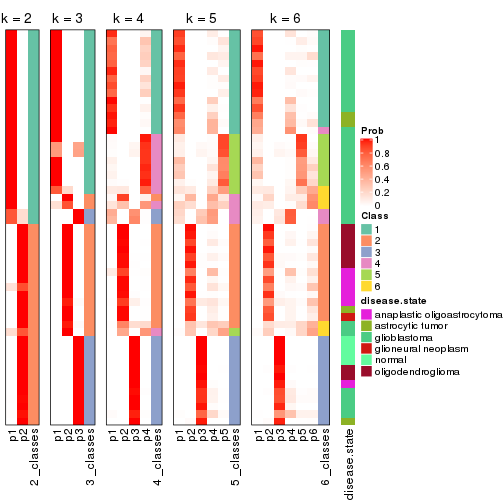 k = 2
k = 3
k = 4
k = 5
k = 6
p1
p2
2_classes
p1
p2
p3
3_classes
p1
p2
p3
p4
4_classes
p1
p2
p3
p4
p5
5_classes
p1
p2
p3
p4
p5
p6
6_classes
disease.state
Prob
1
0.8
0.6
0.4
0.2
0
Class
1
2
3
4
5
6
disease.state
anaplastic oligoastrocytoma
astrocytic tumor
glioblastoma
glioneural neoplasm
normal
oligodendroglioma